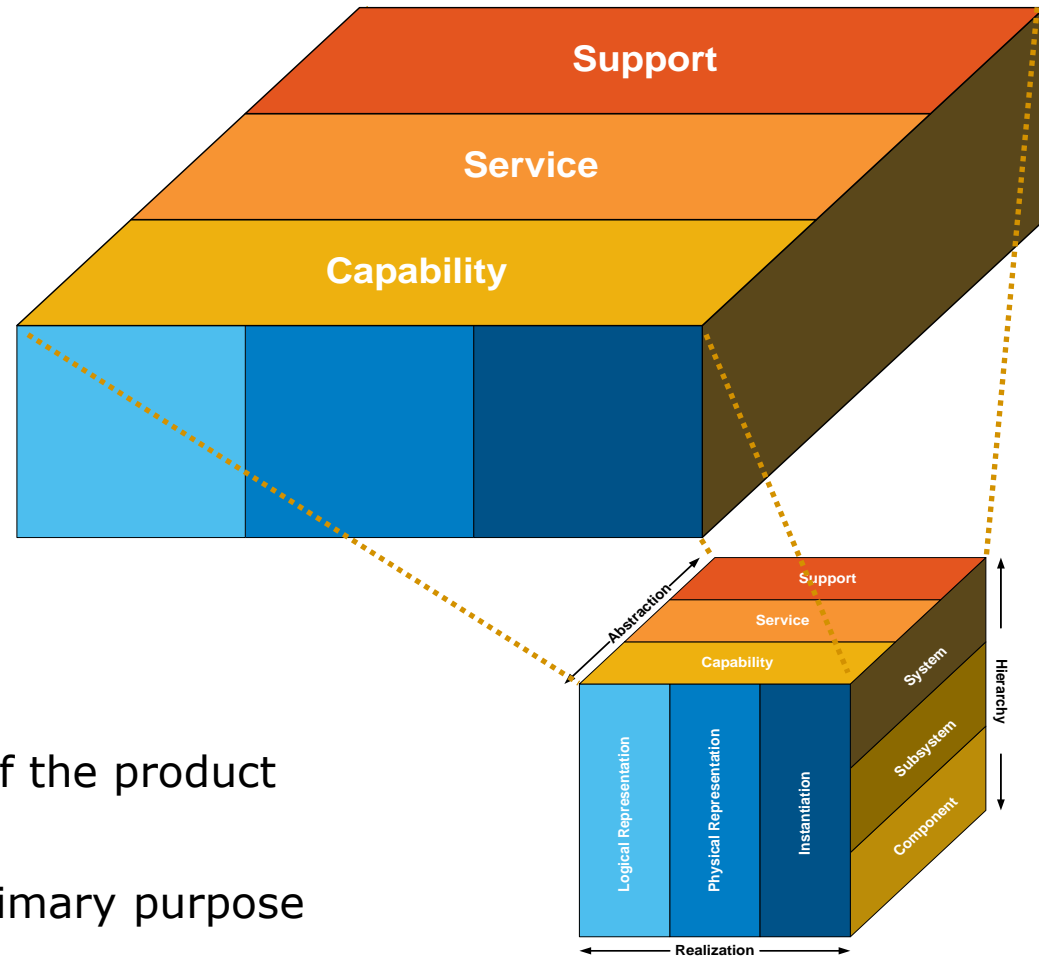 Support
Service
Capability
Support
Service
Capability
Abstraction
System
Subsystem
Component
Hierarchy
Logical Representation
Physical Representation
Instantiation
Realization
f the product
imary purpose